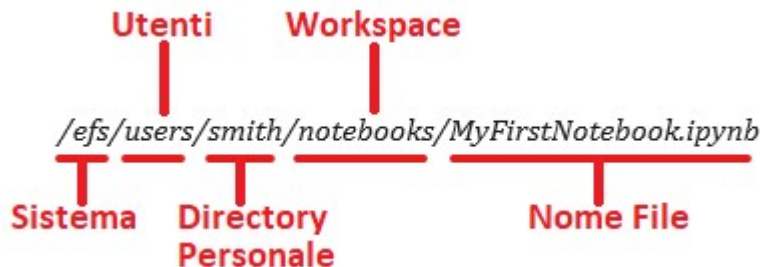 Utenti Workspace
/efs/users/smith/notebooks/MyFirstNotebook.ipynb
Sistema Directory Personale Nome File